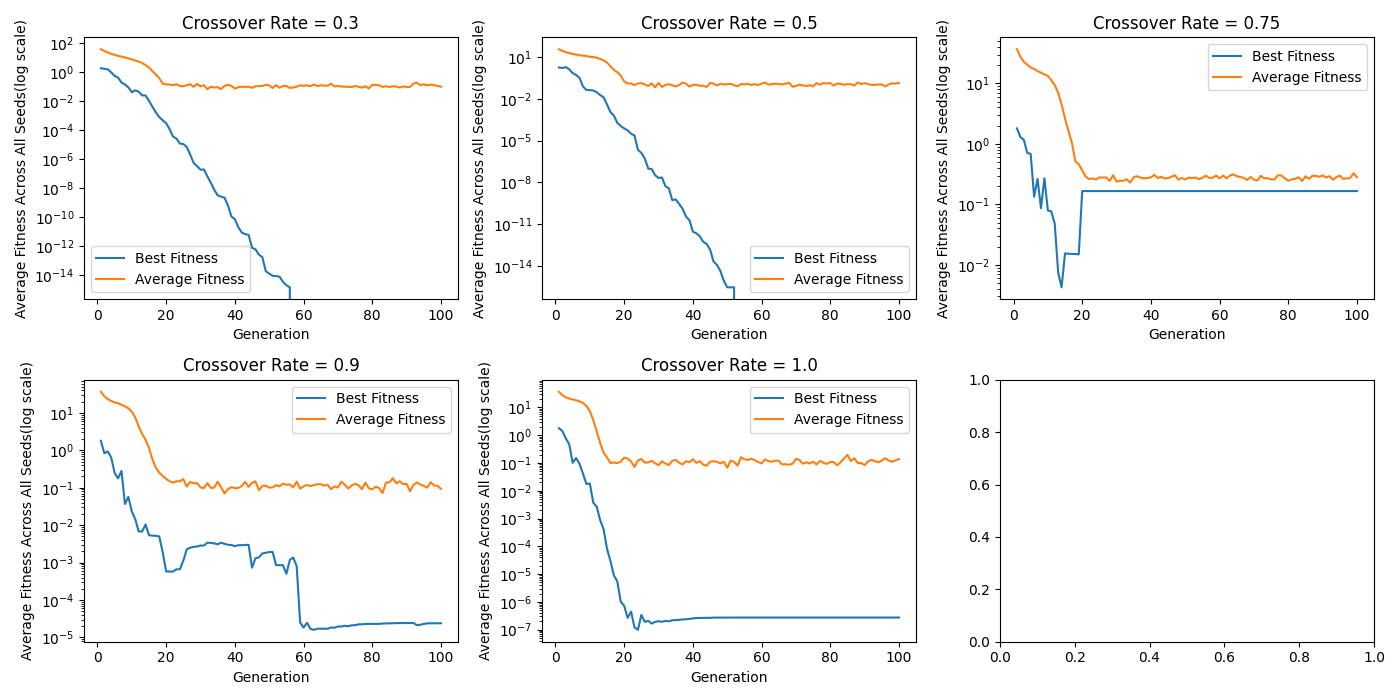 Crossover Rate = 0.3
Average Fitness Across All Seeds(log scale)
10^2
10^0
10^-2
10^-4
10^-6
10^-8
10^-10
10^-12
10^-14
Best Fitness
Average Fitness
0 20 40 60 80 100
Generation
Crossover Rate = 0.5
Average Fitness Across All Seeds(log scale)
10^1
10^-2
10^-5
10^-8
10^-11
10^-14
Best Fitness
Average Fitness
0 20 40 60 80 100
Generation
Crossover Rate = 0.75
Average Fitness Across All Seeds(log scale)
10^1
10^0
10^-1
10^-2
Best Fitness
Average Fitness
0 20 40 60 80 100
Generation
Crossover Rate = 0.9
Average Fitness Across All Seeds(log scale)
10^1
10^0
10^-1
10^-2
10^-3
10^-4
10^-5
Best Fitness
Average Fitness
0 20 40 60 80 100
Generation
Crossover Rate = 1.0
Average Fitness Across All Seeds(log scale)
10^1
10^0
10^-1
10^-2
10^-3
10^-4
10^-5
10^-6
10^-7
Best Fitness
Average Fitness
0 20 40 60 80 100
Generation
1.0
0.8
0.6
0.4
0.2
0.0
0.0 0.2 0.4 0.6 0.8 1.0